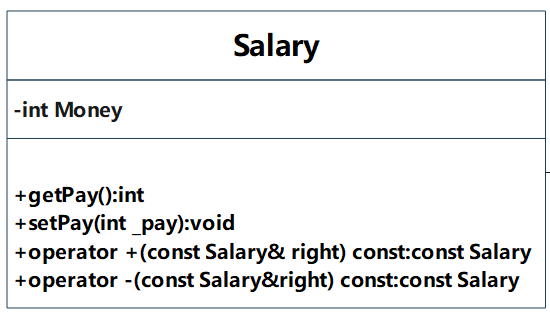 Salary
-int Money
+getPay():int
+setPay(int _pay):void
+operator +(const Salary& right) const:const Salary
+operator -(const Salary&right) const:const Salary